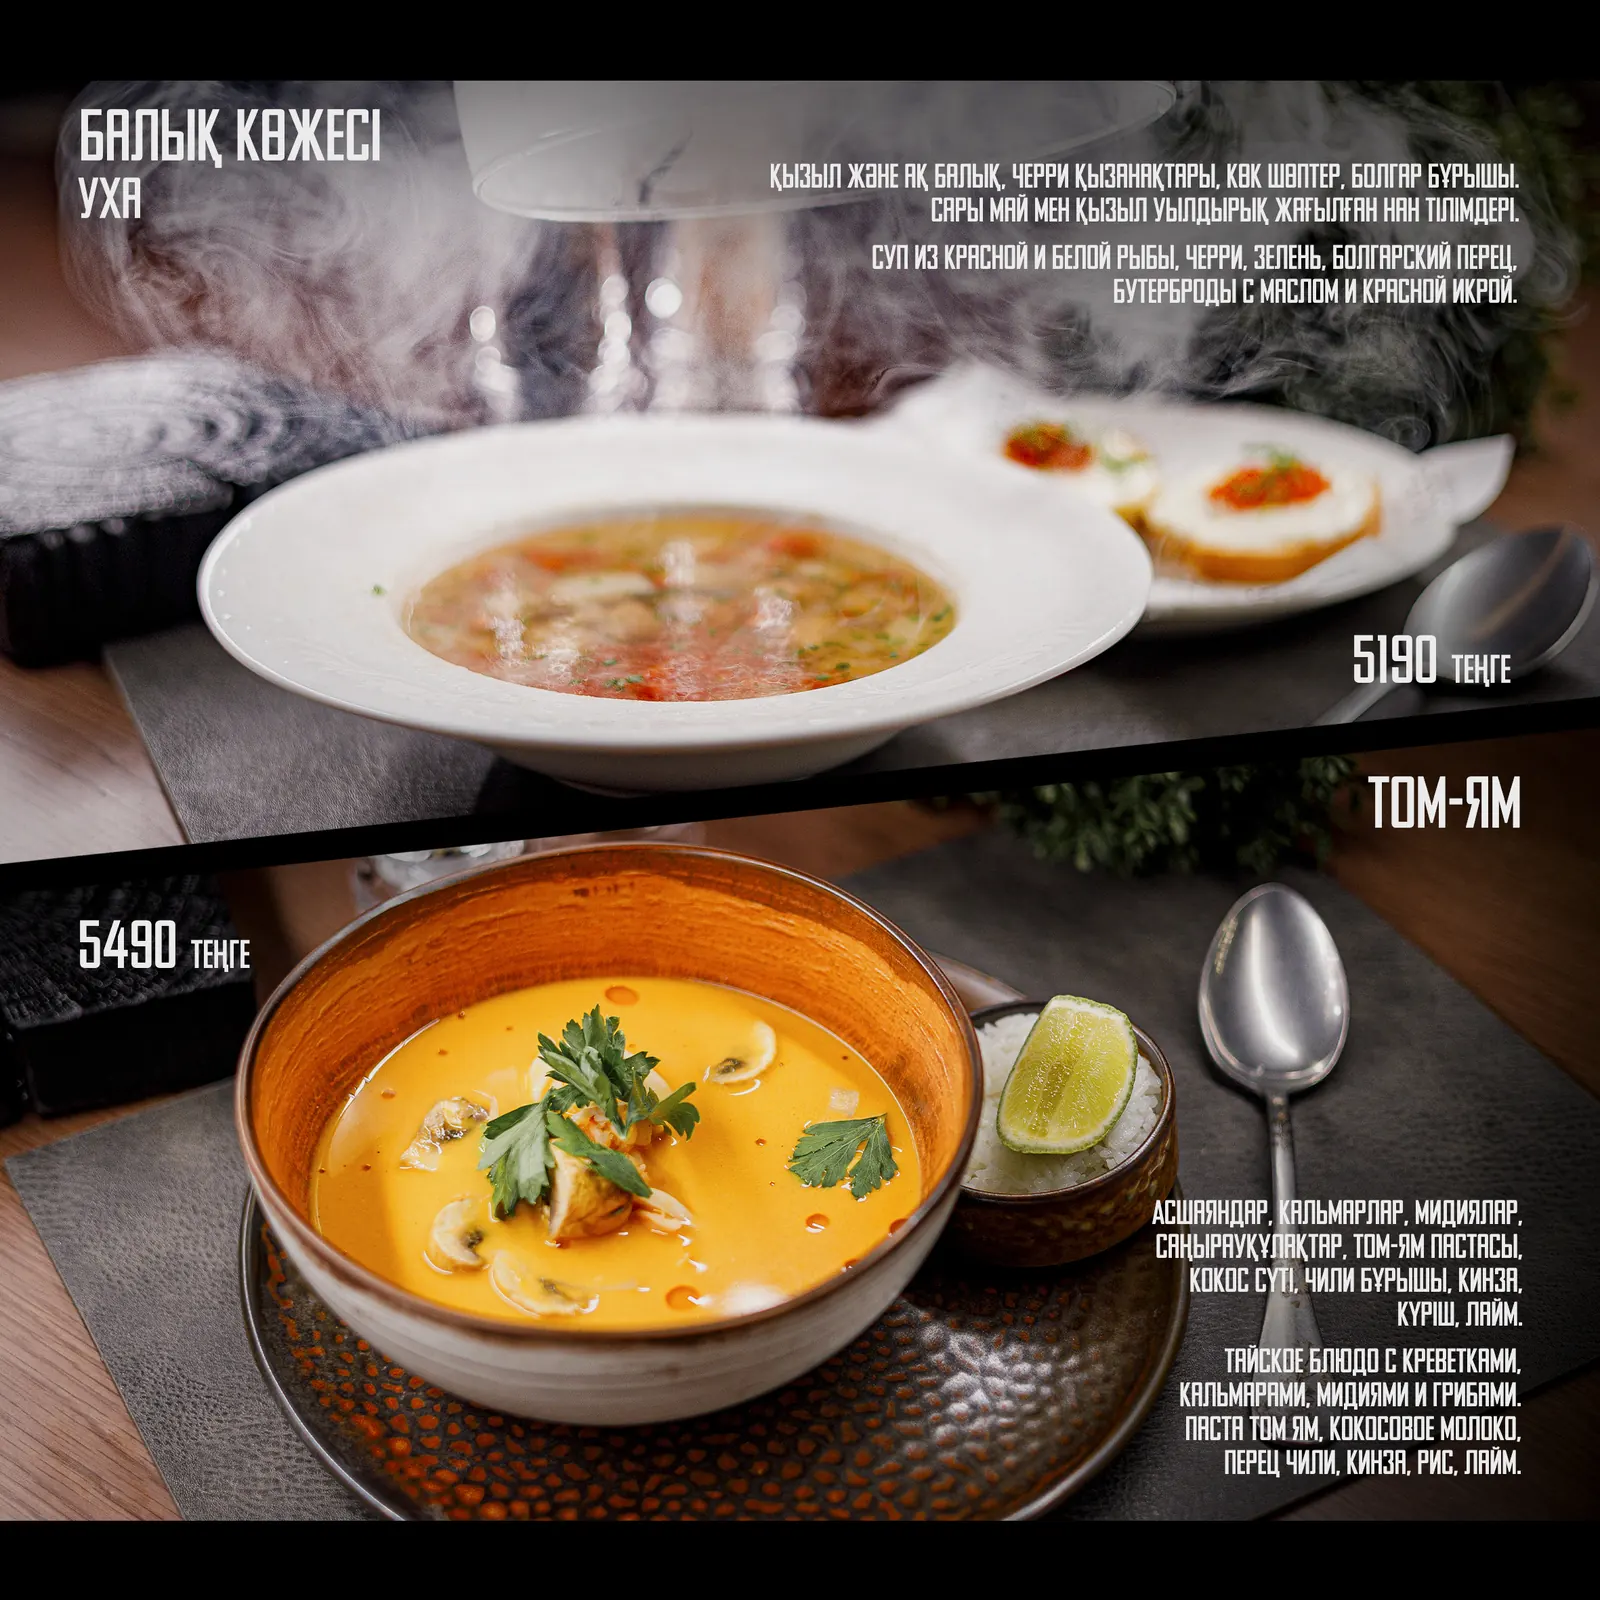 БАЛЫҚ КӨЖЕСІ
УХА
ҚЫЗЫЛ ЖӘНЕ АҚ БАЛЫҚ, ЧЕРРИ ҚЫЗАНАҚТАРЫ, КӨК ШӨПТЕР, БОЛГАР БҰРЫШЫ.
САРЫ МАЙ МЕН ҚЫЗЫЛ УЫЛДЫРЫҚ ЖАҒЫЛҒАН НАН ТІЛІМДЕРІ.
СУП ИЗ КРАСНОЙ И БЕЛОЙ РЫБЫ, ЧЕРРИ, ЗЕЛЕНЬ, БОЛГАРСКИЙ ПЕРЕЦ,
БУТЕРБРОДЫ С МАСЛОМ И КРАСНОЙ ИКРОЙ.
5190 ТЕҢГЕ
ТОМ-ЯМ
5490 ТЕҢГЕ
АСШАЯНДАР, КАЛЬМАРЛАР, МИДИЯЛАР,
САҢЫРАУҚҰЛАҚТАР, ТОМ-ЯМ ПАСТАСЫ,
КОКОС СҮТІ, ЧИЛИ БҰРЫШЫ, КИНЗА,
КҮРІШ, ЛАЙМ.
ТАЙСКОЕ БЛЮДО С КРЕВЕТКАМИ,
КАЛЬМАРАМИ, МИДИЯМИ И ГРИБАМИ.
ПАСТА ТОМ ЯМ, КОКОСОВОЕ МОЛОКО,
ПЕРЕЦ ЧИЛИ, КИНЗА, РИС, ЛАЙМ.